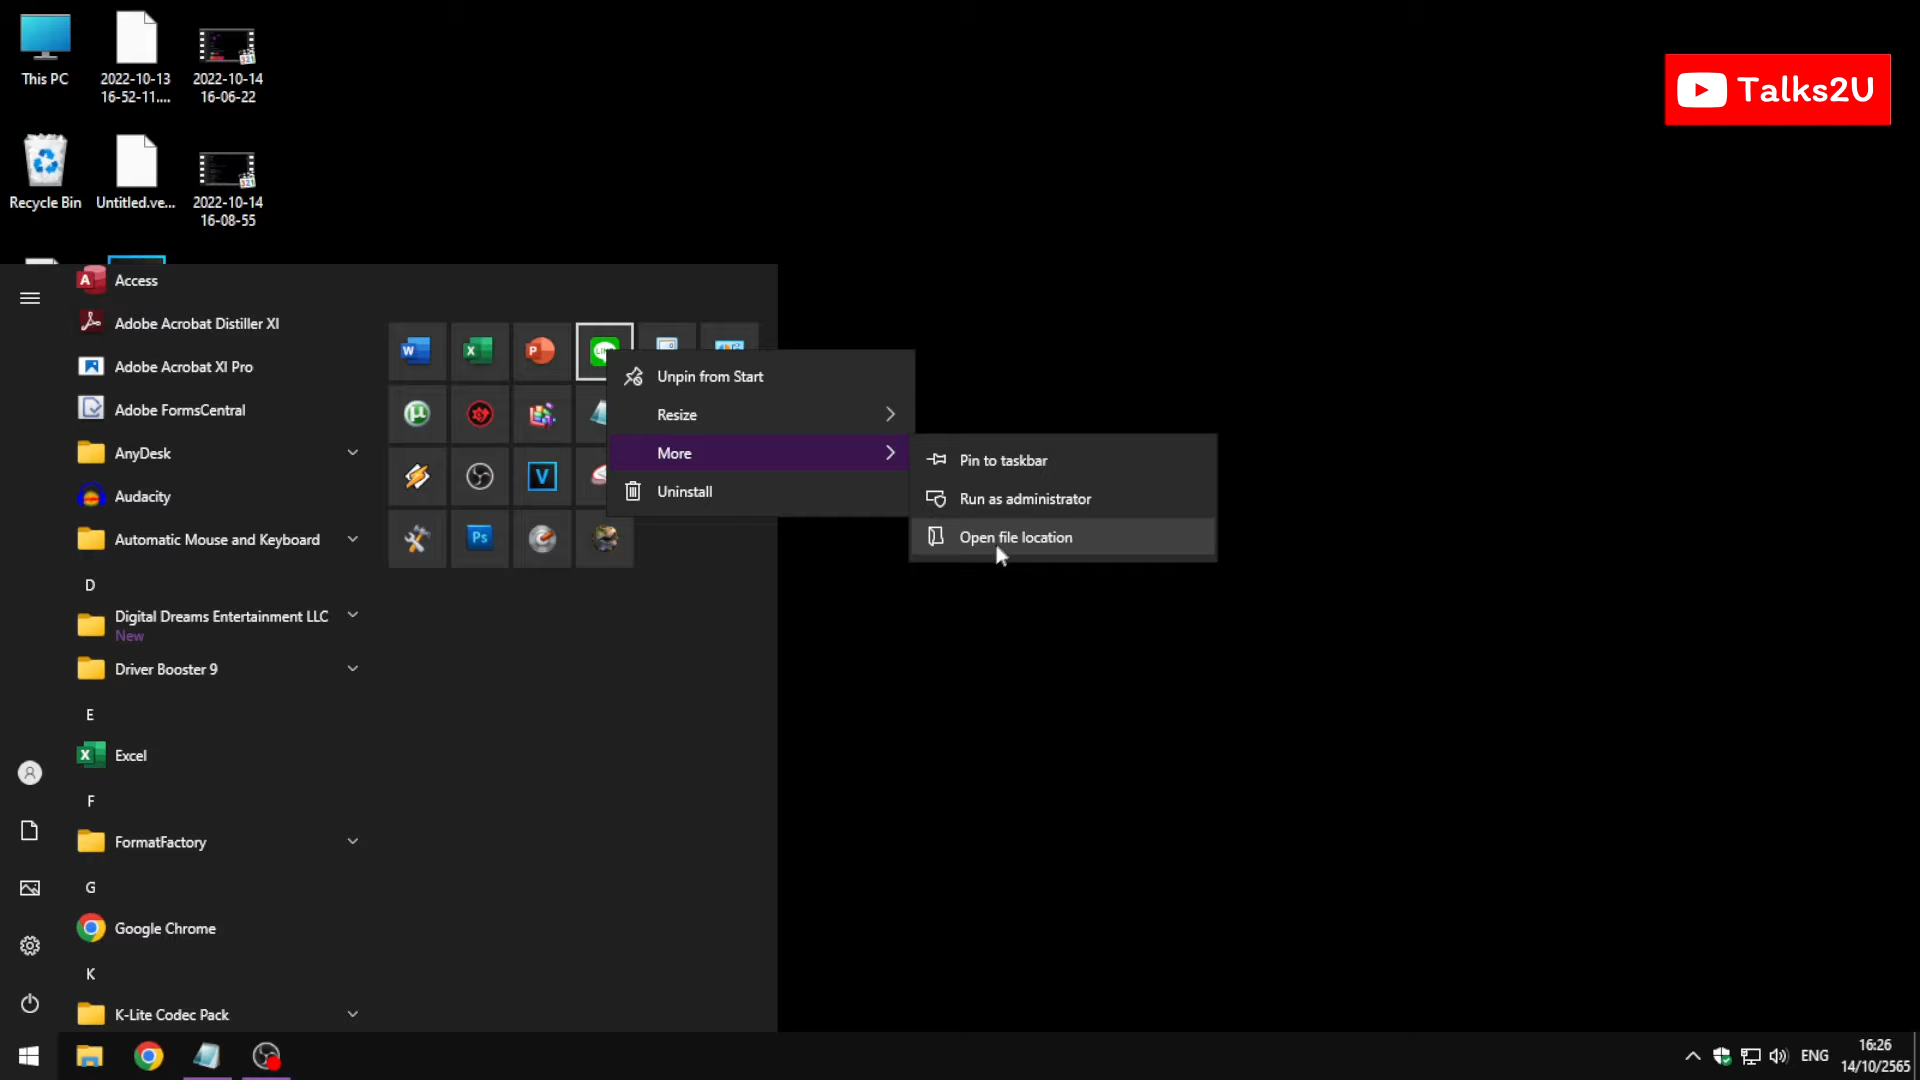 This PC
2022-10-13
16-52-11....
2022-10-14
16-06-22
Talks2U
Recycle Bin
Untitled.ve...
2022-10-14
16-08-55
Access
Adobe Acrobat Distiller XI
Adobe Acrobat XI Pro
Adobe FormsCentral
AnyDesk
Audacity
Automatic Mouse and Keyboard
D
Digital Dreams Entertainment LLC
New
Driver Booster 9
E
Excel
F
FormatFactory
G
Google Chrome
K
K-Lite Codec Pack
Unpin from Start
Resize
More
Uninstall
Pin to taskbar
Run as administrator
Open file location
ENG
16:26
14/10/2565